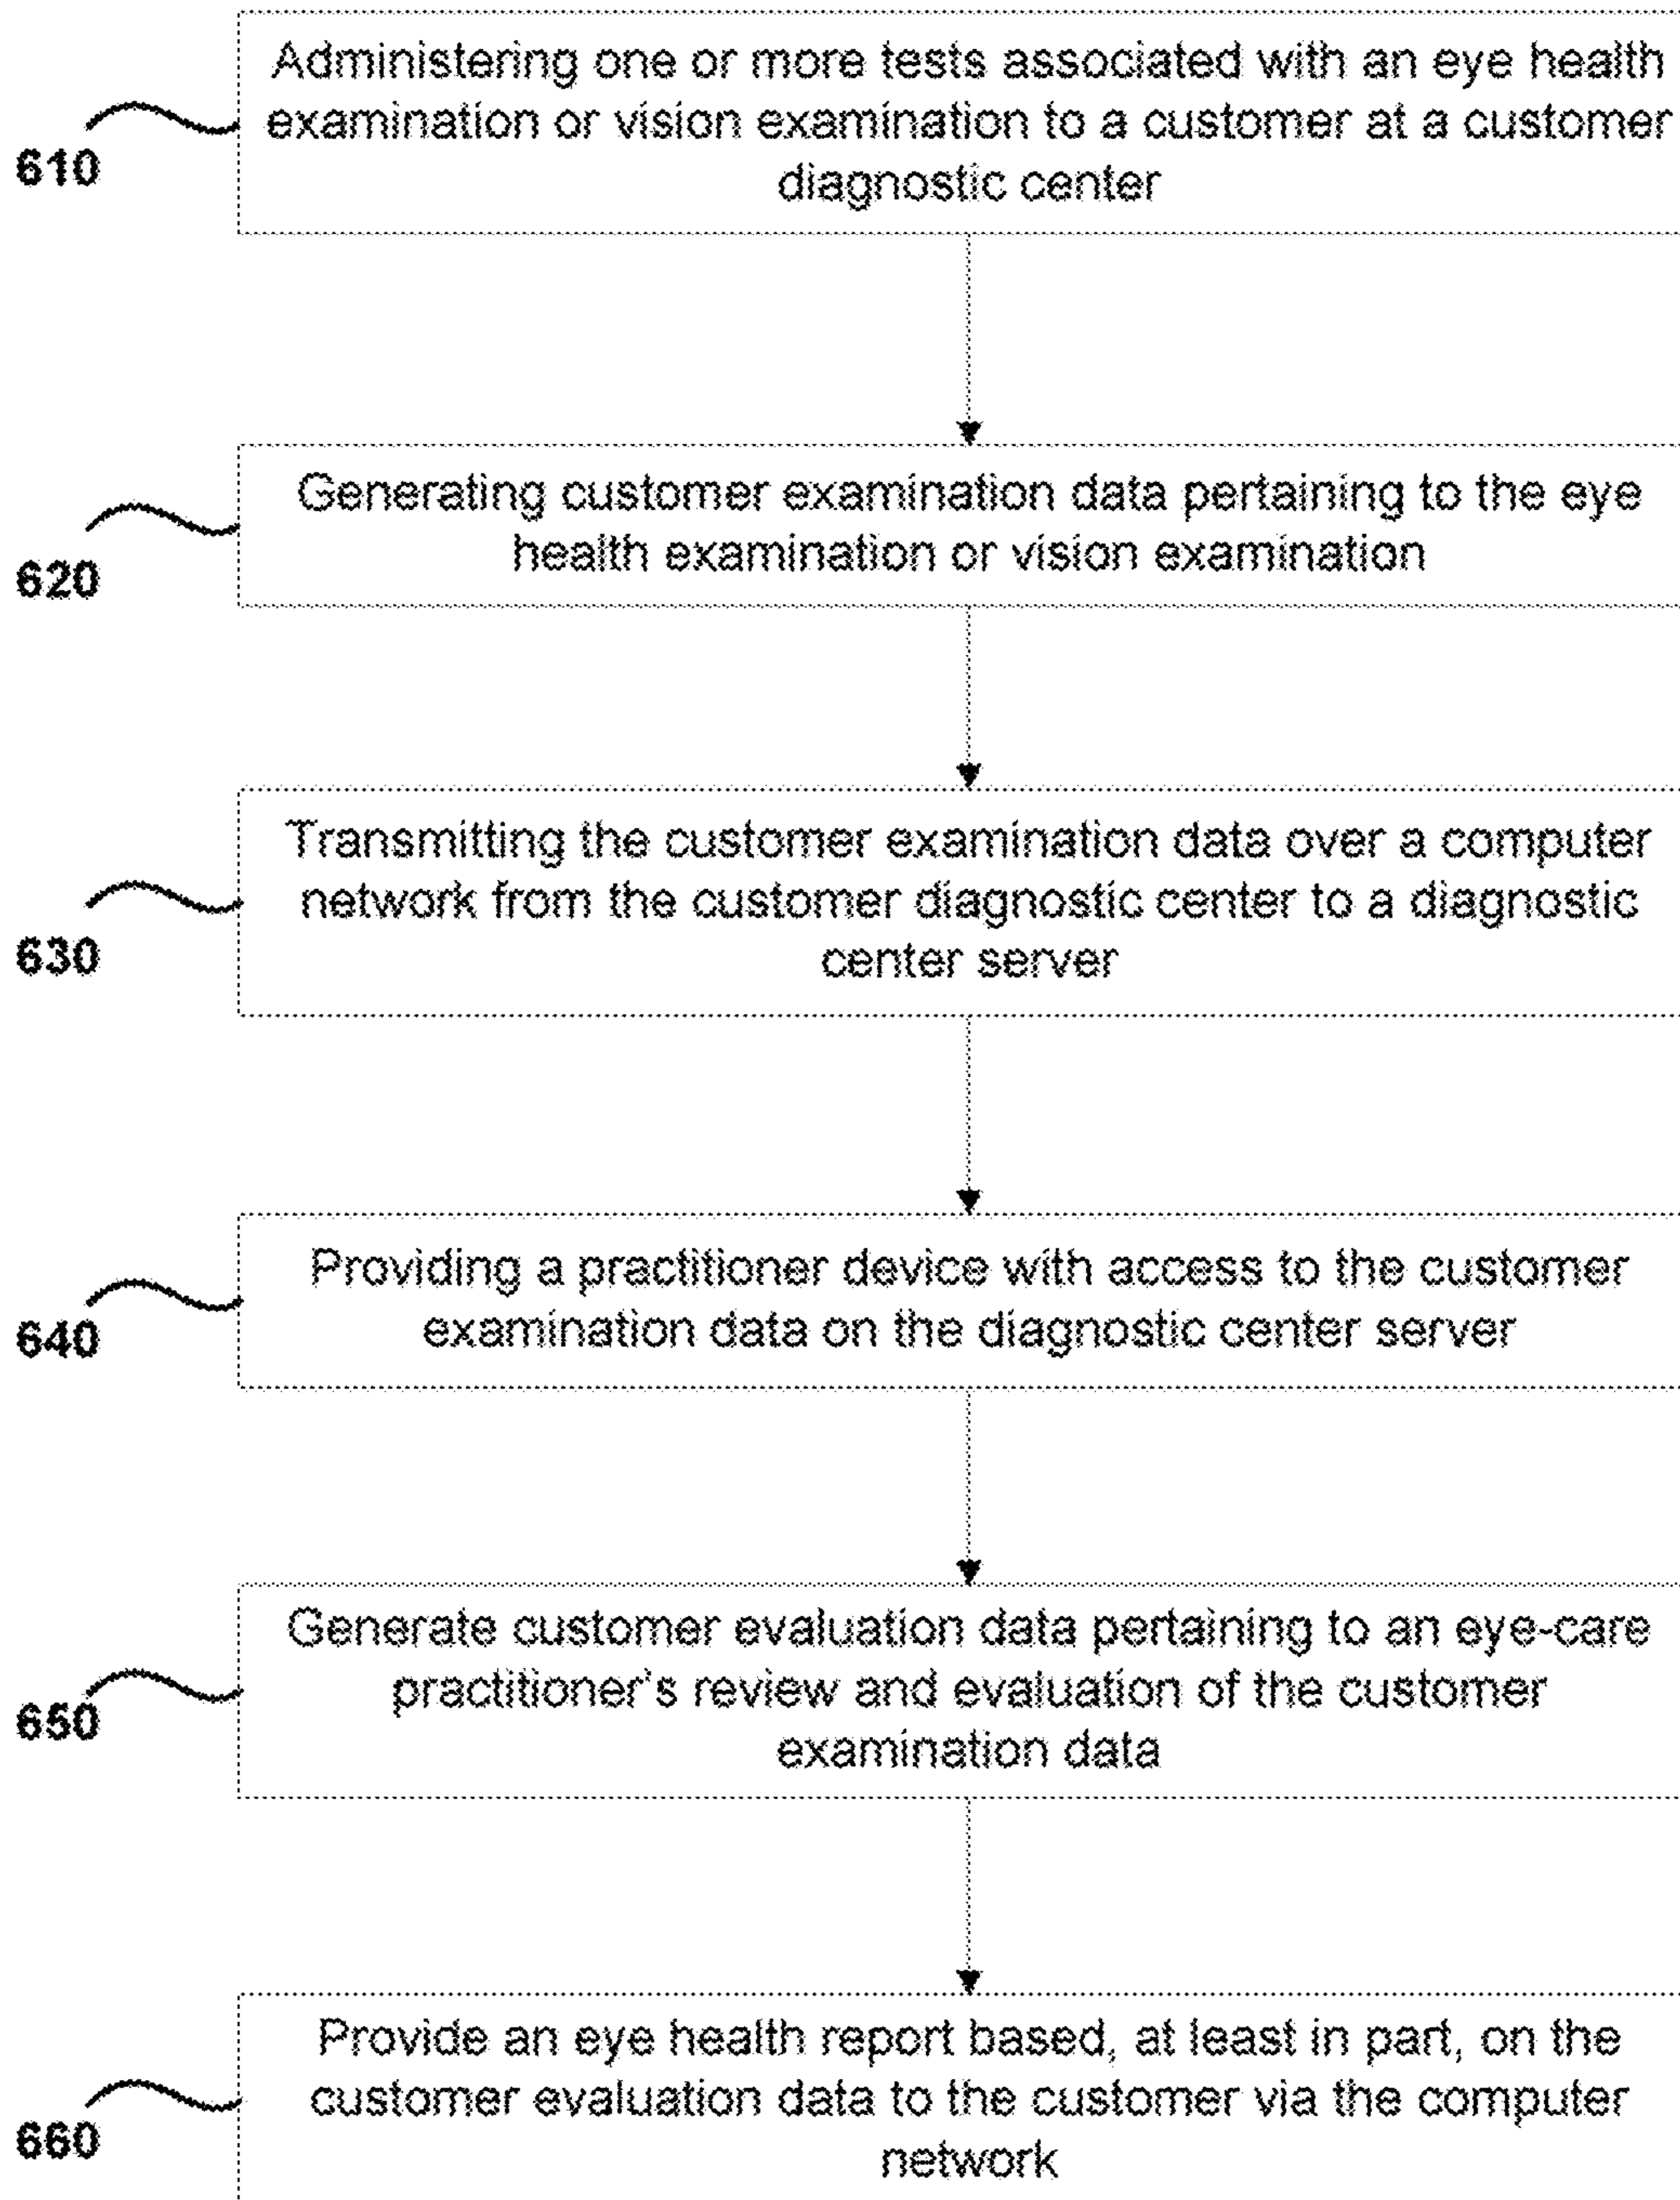 Administering one or more tests associated with an eye health
examination or vision examination to a customer at a customer
diagnostic center
610
Generating customer examination data pertaining to the eye
health examination or vision examination
620
Transmitting the customer examination data over a computer
network from the customer diagnostic center to a diagnostic
center server
630
Providing a practitioner device with access to the customer
examination data on the diagnostic center server
640
Generate customer evaluation data pertaining to an eye-care
practitioner's review and evaluation of the customer
examination data
650
Provide an eye health report based, at least in part, on the
customer evaluation data to the customer via the computer
network
660